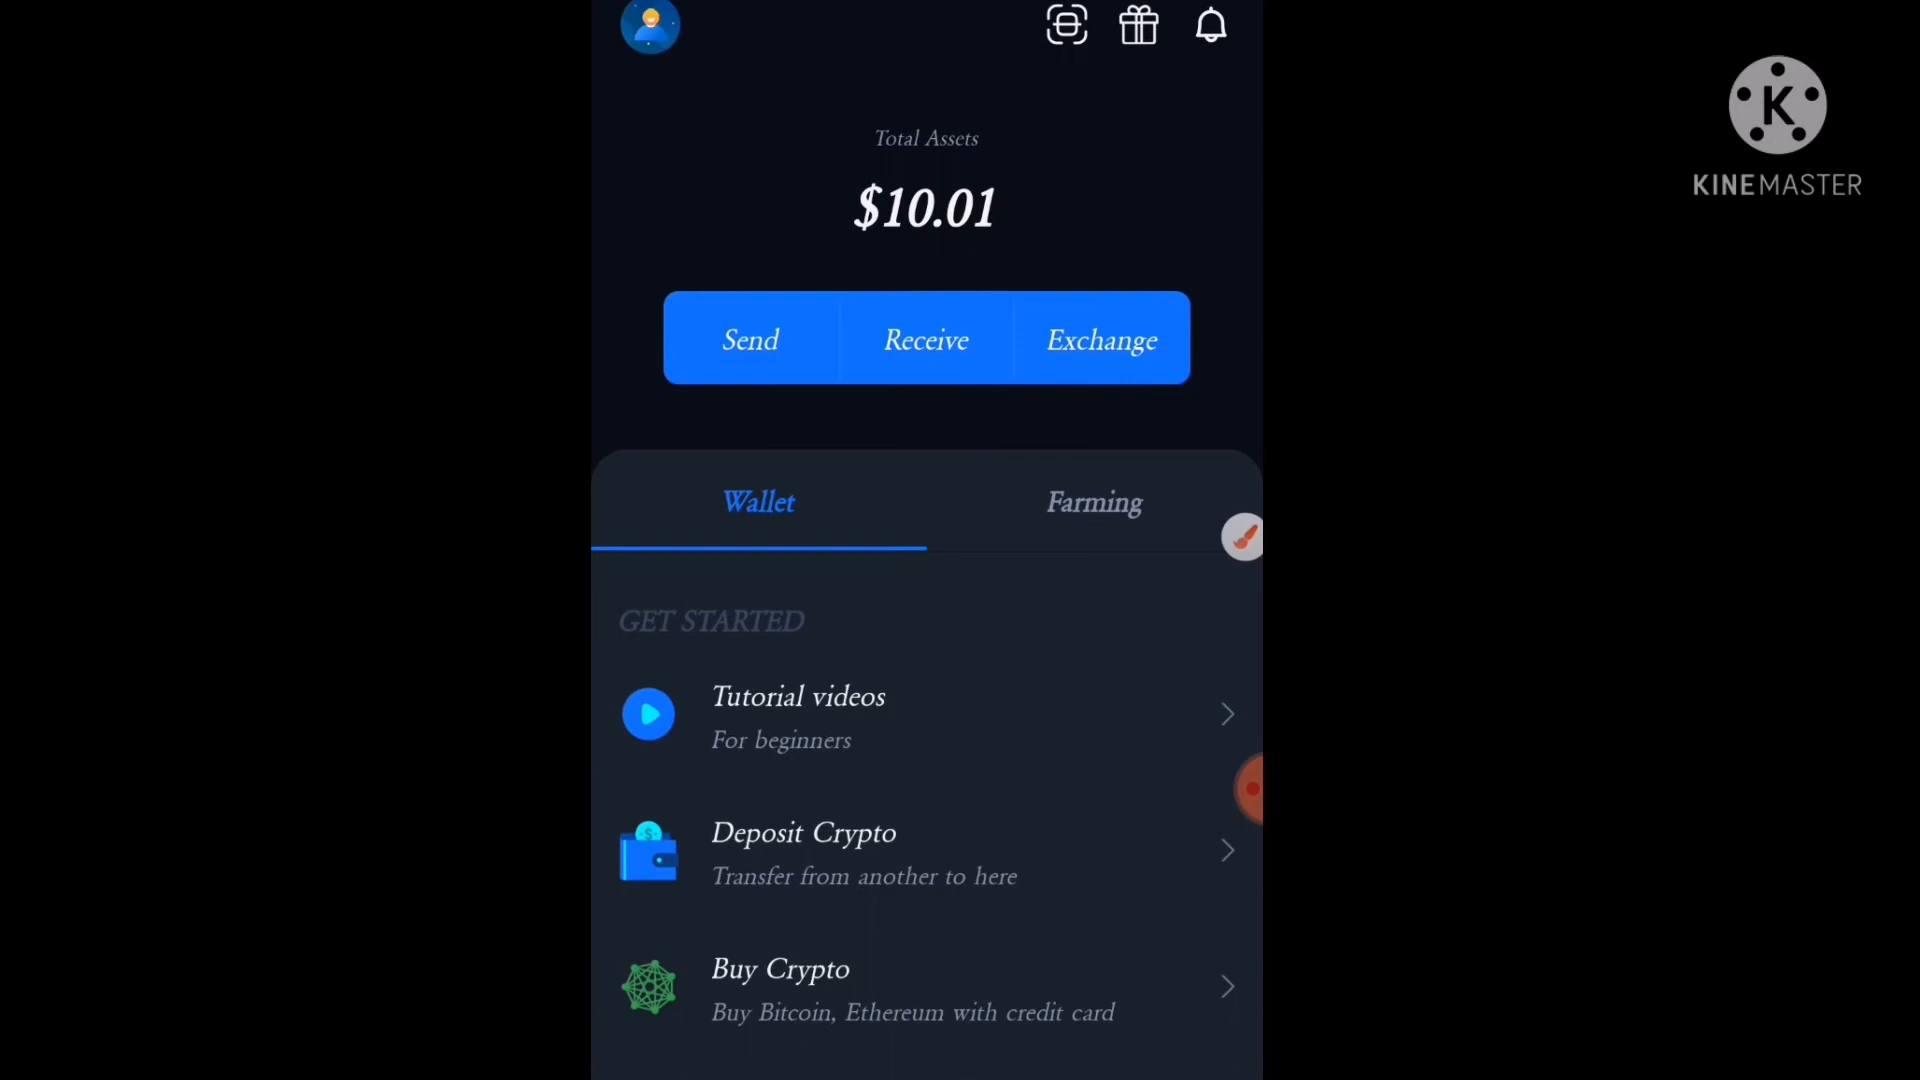 Total Assets
$10.01
Send Receive Exchange
Wallet Farming
GET STARTED
Tutorial videos
For beginners
Deposit Crypto
Transfer from another to here
Buy Crypto
Buy Bitcoin, Ethereum with credit card
K
KINEMASTER